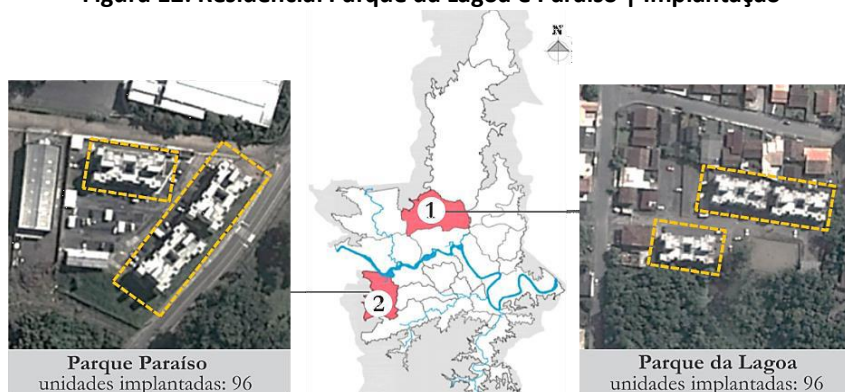 Figura 22: Residencial Parque da Lagoa e Paraíso | Implantação
N
1
2
Parque Paraíso
unidades implantadas: 96
Parque da Lagoa
unidades implantadas: 96